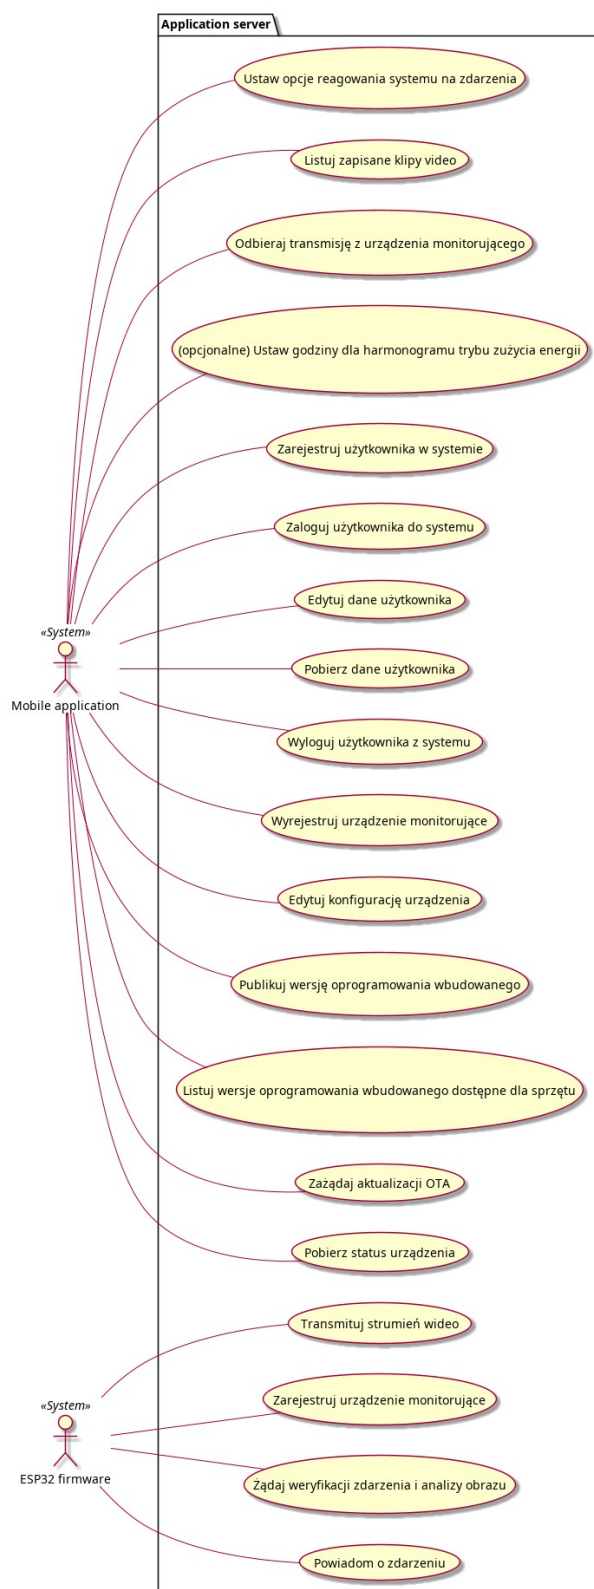 Application server
Ustaw opcje reagowania systemu na zdarzenia
Listuj zapisane klipy video
Odbieraj transmisję z urządzenia monitorującego
(opcjonalne) Ustaw godziny dla harmonogramu trybu zużycia energii
Zarejestruj użytkownika w systemie
Zaloguj użytkownika do systemu
Edytuj dane użytkownika
«System»
Pobierz dane użytkownika
Mobile application
Wyloguj użytkownika z systemu
Wyrejestruj urządzenie monitorujące
Edytuj konfigurację urządzenia
Publikuj wersję oprogramowania wbudowanego
Listuj wersje oprogramowania wbudowanego dostępne dla sprzętu
Zażądaj aktualizacji OTA
Pobierz status urządzenia
Transmituj strumień wideo
Zarejestruj urządzenie monitorujące
«System»
ESP32 firmware
Żądaj weryfikacji zdarzenia i analizy obrazu
Powiadom o zdarzeniu